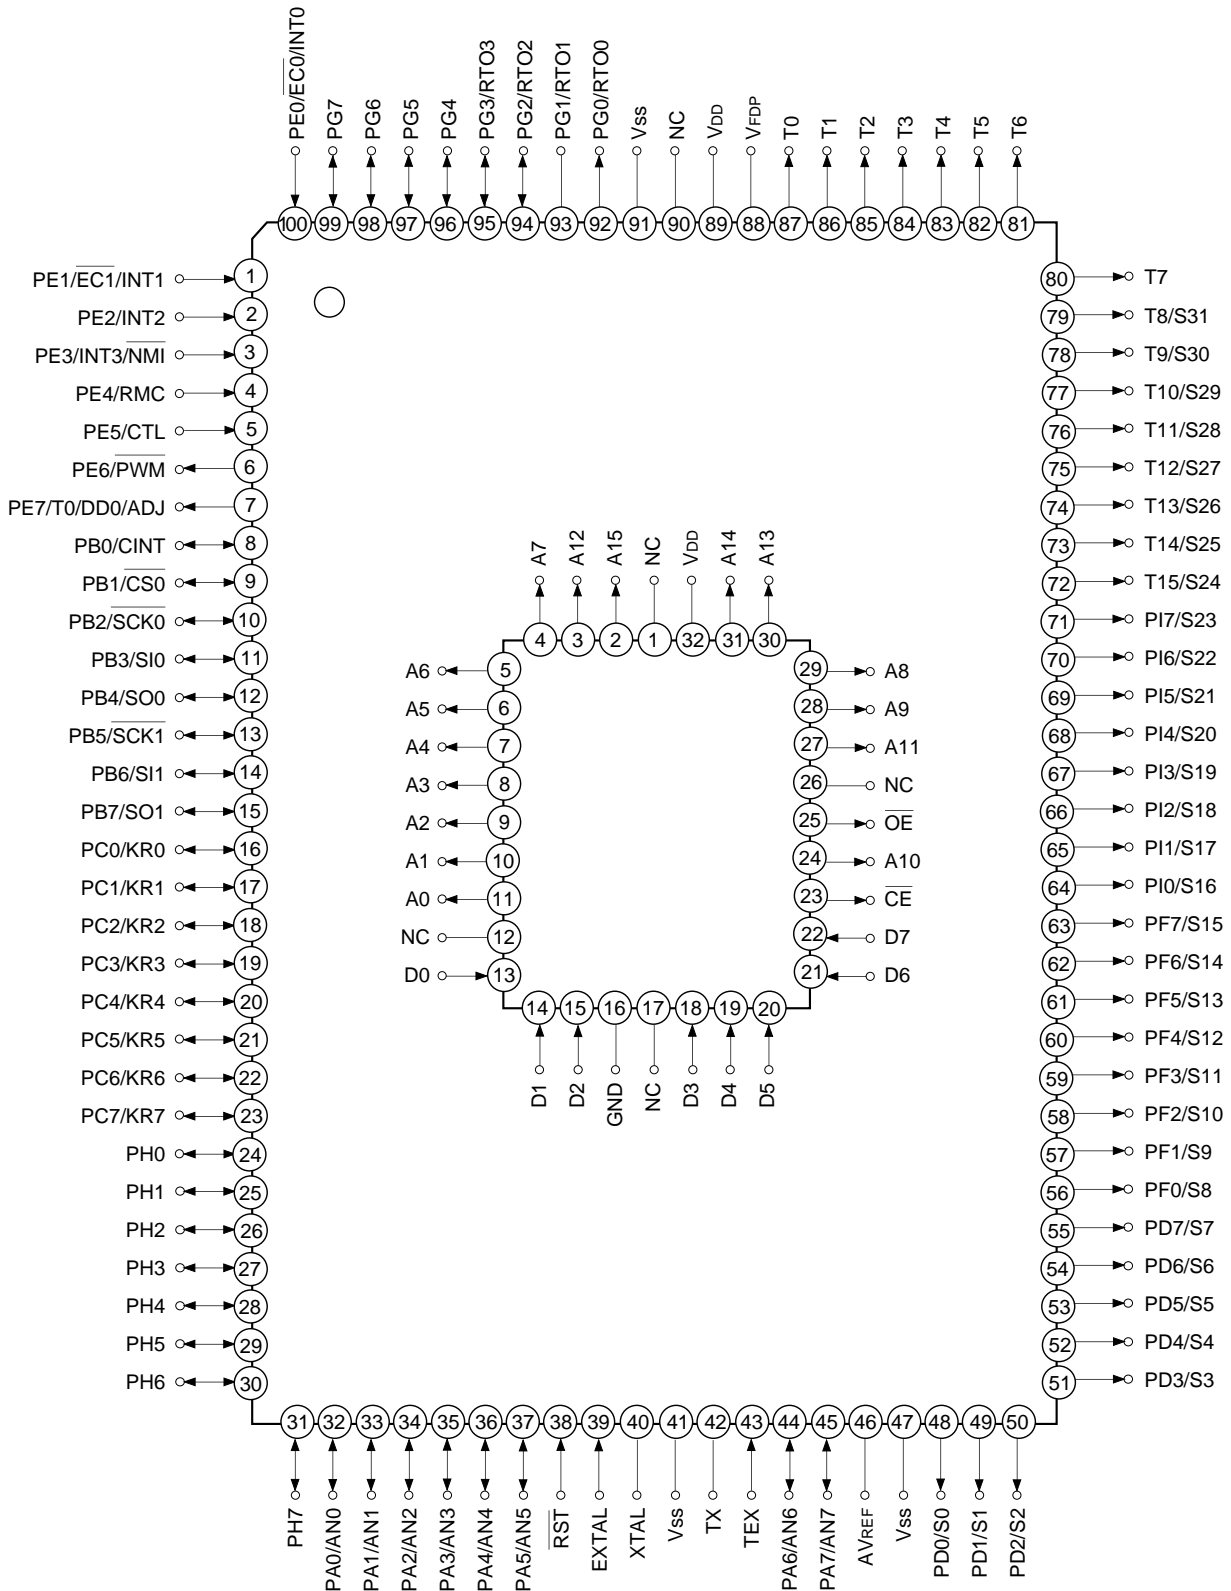 PE0/EC0/INT0
PG7
PG6
PG5
PG4
PG3/RTO3
PG2/RTO2
PG1/RTO1
PG0/RTO0
Vss
NC
VDD
VFDP
T0
T1
T2
T3
T4
T5
T6
100
99
98
97
96
95
94
93
92
91
90
89
88
87
86
85
84
83
82
81
PE1/EC1/INT1
1
PE2/INT2
2
PE3/INT3/NMI
3
PE4/RMC
4
PE5/CTL
5
PE6/PWM
6
PE7/T0/DD0/ADJ
7
PB0/CINT
8
PB1/CS0
9
PB2/SCK0
10
PB3/SI0
11
PB4/SO0
12
PB5/SCK1
13
PB6/SI1
14
PB7/SO1
15
PC0/KR0
16
PC1/KR1
17
PC2/KR2
18
PC3/KR3
19
PC4/KR4
20
PC5/KR5
21
PC6/KR6
22
PC7/KR7
23
PH0
24
PH1
25
PH2
26
PH3
27
PH4
28
PH5
29
PH6
30
A7
A12
A15
NC
VDD
A14
A13
4
3
2
1
32
31
30
A6
5
A5
6
A4
7
A3
8
A2
9
A1
10
A0
11
NC
12
D0
13
29
A8
28
A9
27
A11
26
NC
25
OE
24
A10
23
CE
22
D7
21
D6
14
15
16
17
18
19
20
D1
D2
GND
NC
D3
D4
D5
80
T7
79
T8/S31
78
T9/S30
77
T10/S29
76
T11/S28
75
T12/S27
74
T13/S26
73
T14/S25
72
T15/S24
71
PI7/S23
70
PI6/S22
69
PI5/S21
68
PI4/S20
67
PI3/S19
66
PI2/S18
65
PI1/S17
64
PI0/S16
63
PF7/S15
62
PF6/S14
61
PF5/S13
60
PF4/S12
59
PF3/S11
58
PF2/S10
57
PF1/S9
56
PF0/S8
55
PD7/S7
54
PD6/S6
53
PD5/S5
52
PD4/S4
51
PD3/S3
31
32
33
34
35
36
37
38
39
40
41
42
43
44
45
46
47
48
49
50
PH7
PA0/AN0
PA1/AN1
PA2/AN2
PA3/AN3
PA4/AN4
PA5/AN5
RST
EXTAL
XTAL
Vss
TX
TEX
PA6/AN6
PA7/AN7
AVREF
Vss
PD0/S0
PD1/S1
PD2/S2